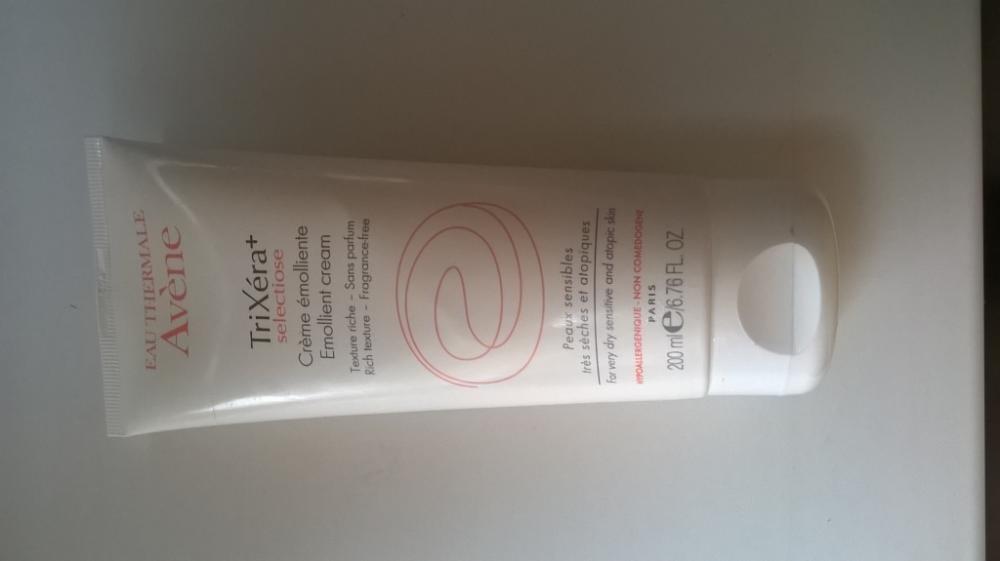 EAU THERMALE
Avène
TriXéra+
selectiose
Crème émolliente
Emollient cream
Texture riche – Sans parfum
Rich texture – Fragrance-free
Peaux sensibles
très sèches et atopiques
For very dry sensitive and atopic skin
HYPOALLERGENIQUE - NON COMEDOGENE
PARIS
200 ml e/6.76 FL. OZ.